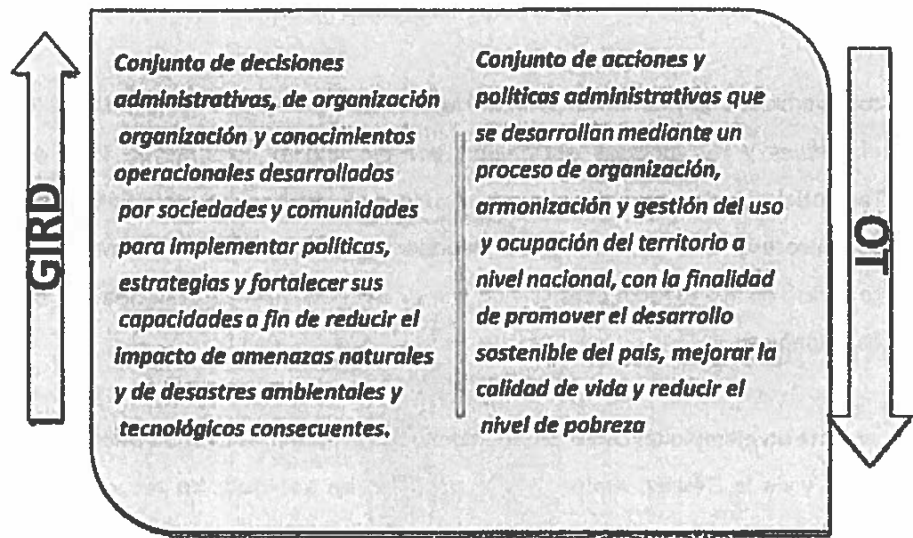 GIRD
Conjunto de decisiones
administrativas, de organización
organización y conocimientos
operacionales desarrollados
por sociedades y comunidades
para implementar políticas,
estrategias y fortalecer sus
capacidades a fin de reducir el
impacto de amenazas naturales
y de desastres ambientales y
tecnológicos consecuentes.
Conjunto de acciones y
políticas administrativas que
se desarrollan mediante un
proceso de organización,
armonización y gestión del uso
y ocupación del territorio a
nivel nacional, con la finalidad
de promover el desarrollo
sostenible del país, mejorar la
calidad de vida y reducir el
nivel de pobreza
OT